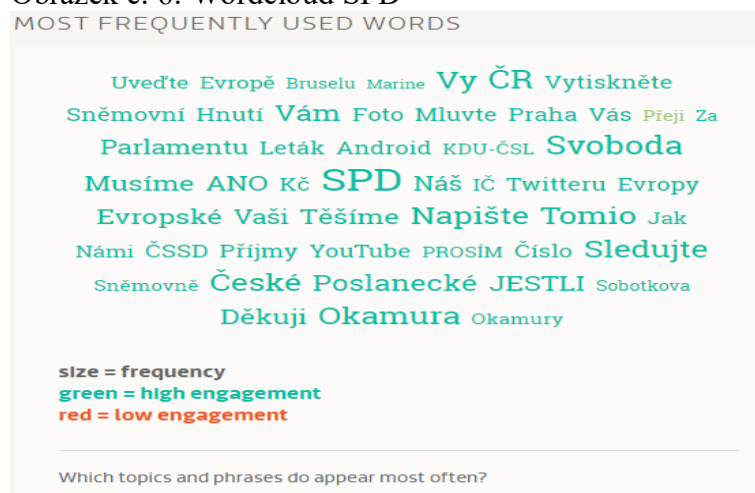 MOST FREQUENTLY USED WORDS
Uveďte Evropě Bruselu Marine Vy ČR Vytiskněte
Sněmovní Hnutí Vám Foto Mluvte Praha Vás Přeji Za
Parlamentu Leták Android KDU-ČSL Svoboda
Musíme ANO Kč SPD Náš IČ Twitteru Evropy
Evropské Vaši Těšíme Napište Tomio Jak
Námi ČSSD Příjmy YouTube PROSÍM Číslo Sledujte
Sněmovně České Poslanecké JESTLI Sobotkova
Děkuji Okamura Okamury
size = frequency
green = high engagement
red = low engagement
Which topics and phrases do appear most often?